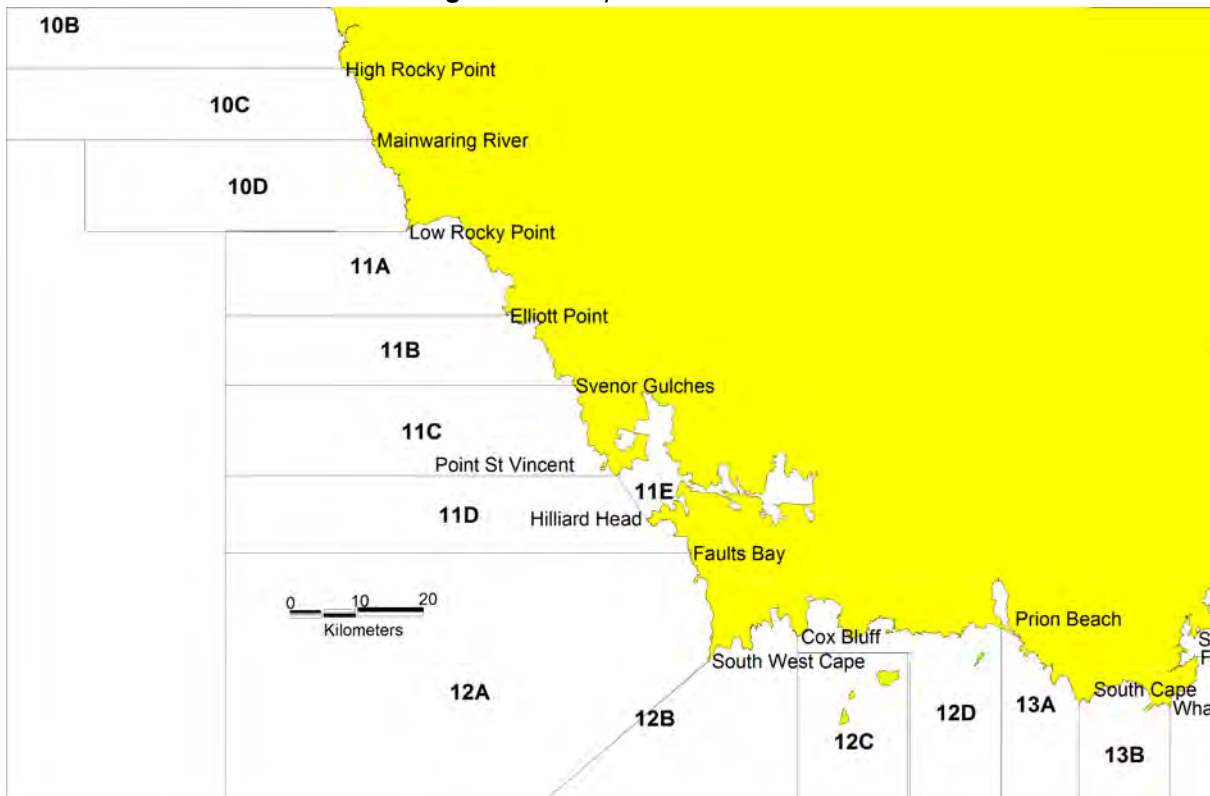 10B
High Rocky Point
10C
Mainwaring River
10D
Low Rocky Point
11A
Elliott Point
11B
Svenor Gulches
11C
Point St Vincent
11E
11D
Hilliard Head
Faults Bay
0 10 20
Kilometers
Prion Beach
Cox Bluff
South West Cape
12A
12B
12C
12D
13A
South Cape
13B